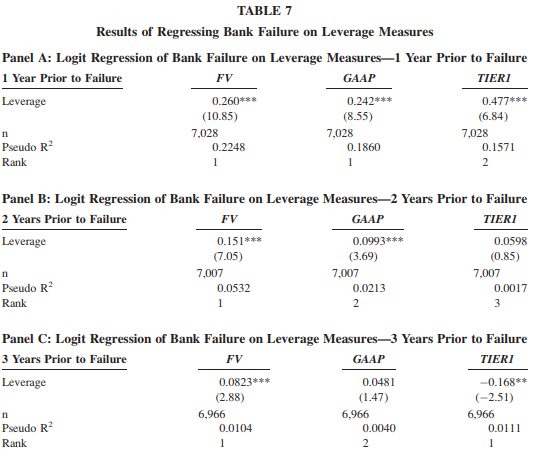 TABLE 7
Results of Regressing Bank Failure on Leverage Measures
Panel A: Logit Regression of Bank Failure on Leverage Measures—1 Year Prior to Failure
1 Year Prior to Failure FV GAAP TIER1
Leverage 0.260*** 0.242*** 0.477***
(10.85) (8.55) (6.84)
n 7,028 7,028 7,028
Pseudo R² 0.2248 0.1860 0.1571
Rank 1 1 2
Panel B: Logit Regression of Bank Failure on Leverage Measures—2 Years Prior to Failure
2 Years Prior to Failure FV GAAP TIER1
Leverage 0.151*** 0.0993*** 0.0598
(7.05) (3.69) (0.85)
n 7,007 7,007 7,007
Pseudo R² 0.0532 0.0213 0.0017
Rank 1 2 3
Panel C: Logit Regression of Bank Failure on Leverage Measures—3 Years Prior to Failure
3 Years Prior to Failure FV GAAP TIER1
Leverage 0.0823*** 0.0481 −0.168**
(2.88) (1.47) (−2.51)
n 6,966 6,966 6,966
Pseudo R² 0.0104 0.0040 0.0111
Rank 1 2 1